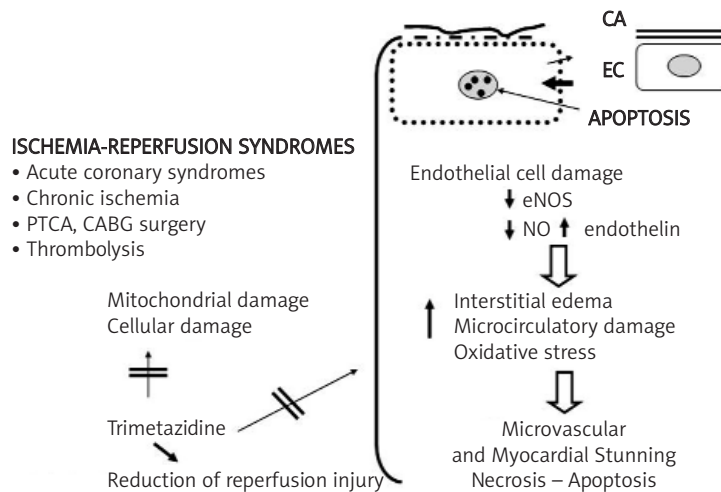 CA
EC
APOPTOSIS
ISCHEMIA-REPERFUSION SYNDROMES
• Acute coronary syndromes
• Chronic ischemia
• PTCA, CABG surgery
• Thrombolysis
Mitochondrial damage
Cellular damage
Trimetazidine
Reduction of reperfusion injury
Endothelial cell damage
eNOS
NO endothelin
Interstitial edema
Microcirculatory damage
Oxidative stress
Microvascular
and Myocardial Stunning
Necrosis – Apoptosis